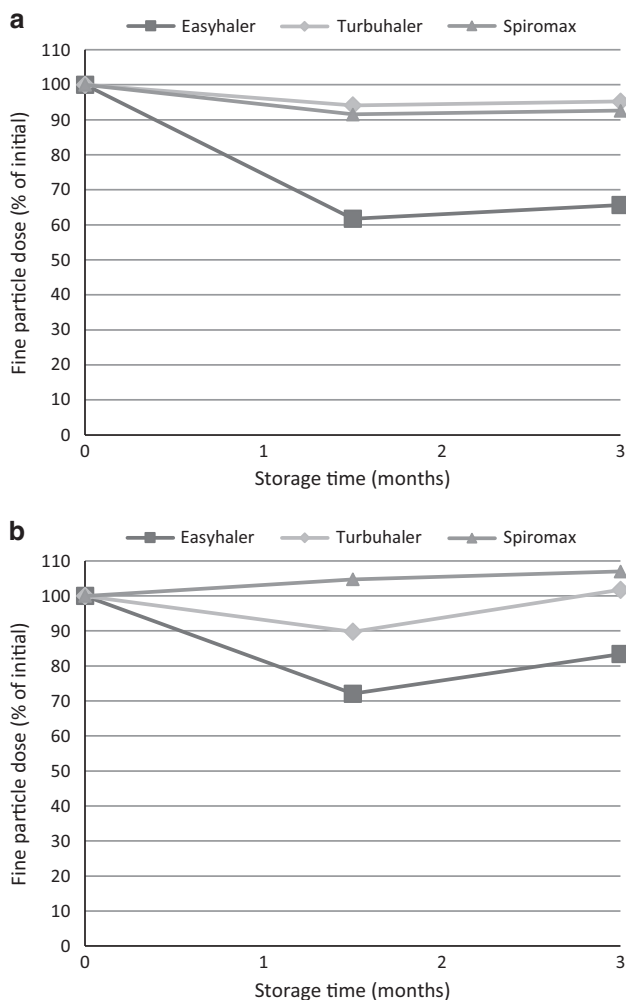 a
Easyhaler Turbuhaler Spiromax
110
100
90
80
70
60
50
40
30
20
10
0
Fine particle dose (% of initial)
0 1 2 3
Storage time (months)
b
Easyhaler Turbuhaler Spiromax
110
100
90
80
70
60
50
40
30
20
10
0
Fine particle dose (% of initial)
0 1 2 3
Storage time (months)